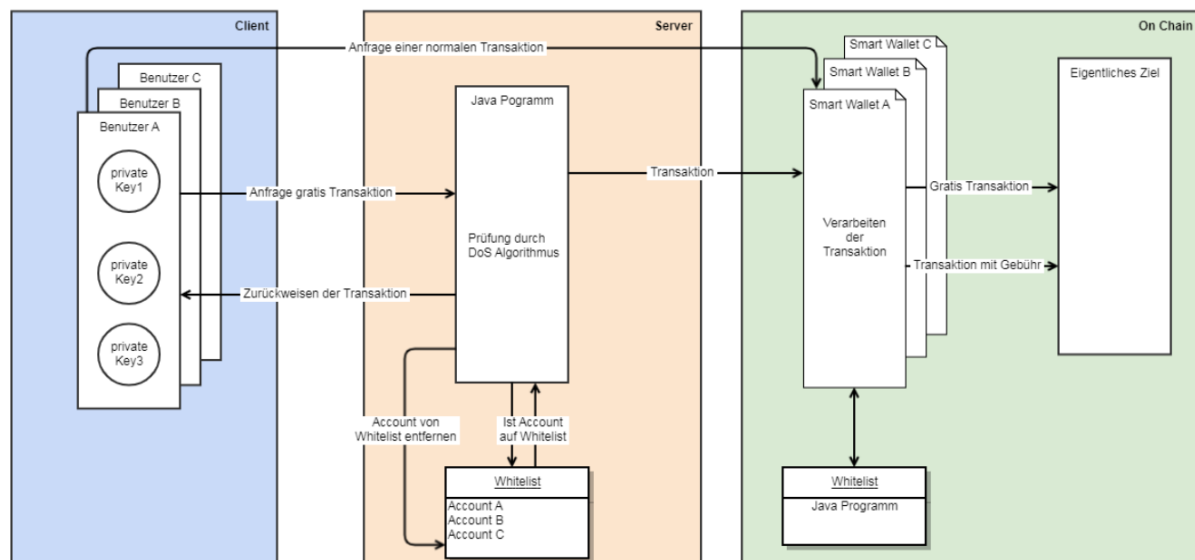 Client
Server
On Chain
Anfrage einer normalen Transaktion
Benutzer C
Benutzer B
Benutzer A
private
Key1
private
Key2
private
Key3
Anfrage gratis Transaktion
Zurückweisen der Transaktion
Java Pogramm
Prüfung durch
DoS Algorithmus
Account von
Whitelist entfernen
Ist Account
auf Whitelist
Whitelist
Account A
Account B
Account C
Transaktion
Smart Wallet C
Smart Wallet B
Smart Wallet A
Verarbeiten
der
Transaktion
Gratis Transaktion
Transaktion mit Gebühr
Eigentliches Ziel
Whitelist
Java Programm